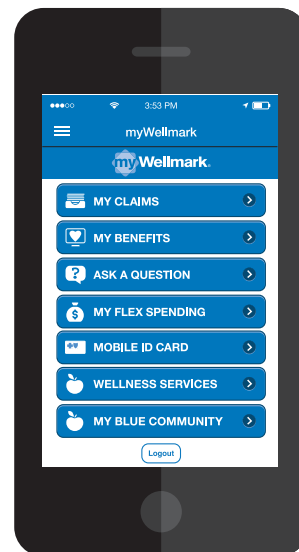 3:53 PM
myWellmark
myWellmark.
MY CLAIMS
MY BENEFITS
ASK A QUESTION
MY FLEX SPENDING
MOBILE ID CARD
WELLNESS SERVICES
MY BLUE COMMUNITY
Logout